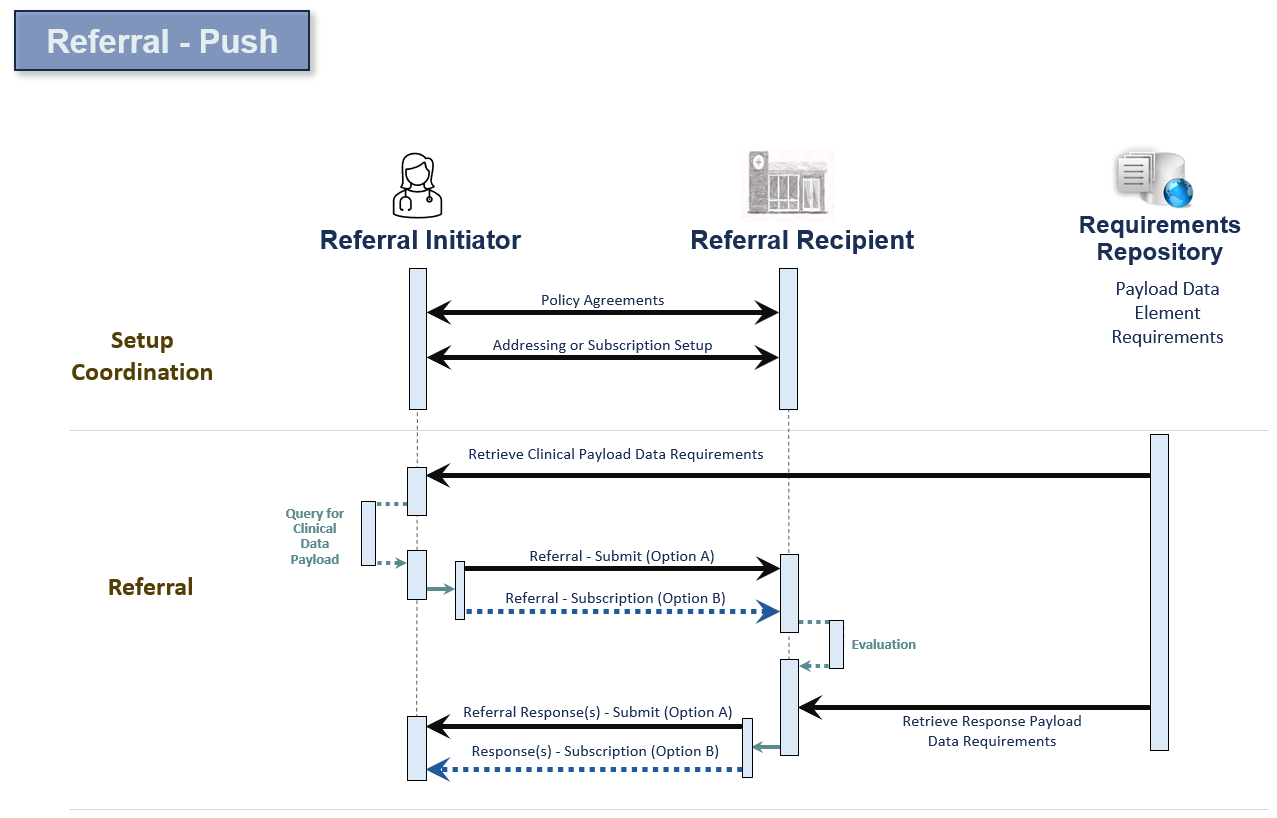 Referral - Push
Referral Initiator
Referral Recipient
Requirements
Repository
Payload Data
Element
Requirements
Setup
Coordination
Policy Agreements
Addressing or Subscription Setup
Referral
Retrieve Clinical Payload Data Requirements
Query for
Clinical
Data
Payload
Referral - Submit (Option A)
Referral - Subscription (Option B)
Evaluation
Referral Response(s) - Submit (Option A)
Response(s) - Subscription (Option B)
Retrieve Response Payload
Data Requirements